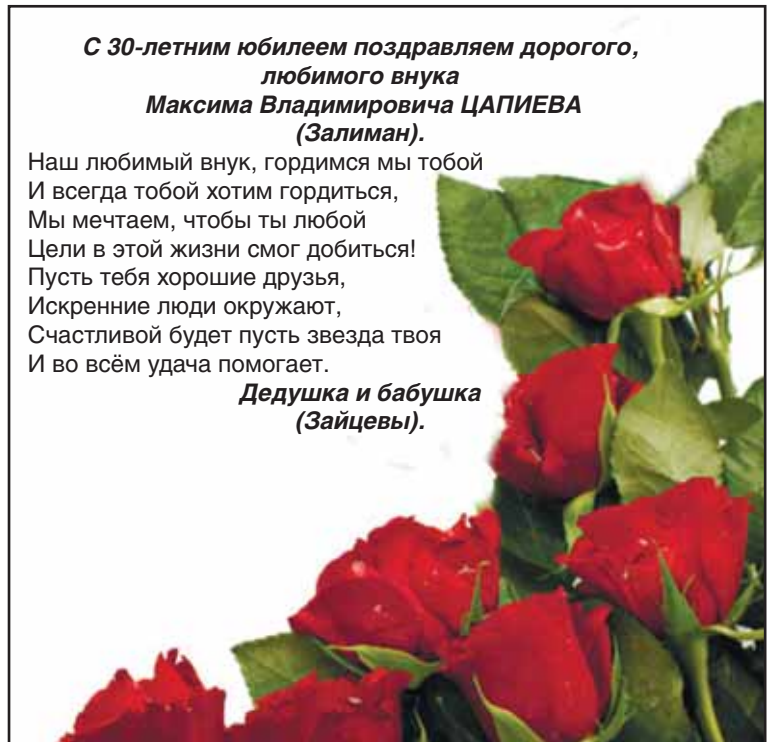 С 30-летним юбилеем поздравляем дорогого,
любимого внука
Максима Владимировича ЦАПИЕВА
(Залиман).
Наш любимый внук, гордимся мы тобой
И всегда тобой хотим гордиться,
Мы мечтаем, чтобы ты любой
Цели в этой жизни смог добиться!
Пусть тебя хорошие друзья,
Искренние люди окружают,
Счастливой будет пусть звезда твоя
И во всём удача помогает.
Дедушка и бабушка
(Зайцевы).